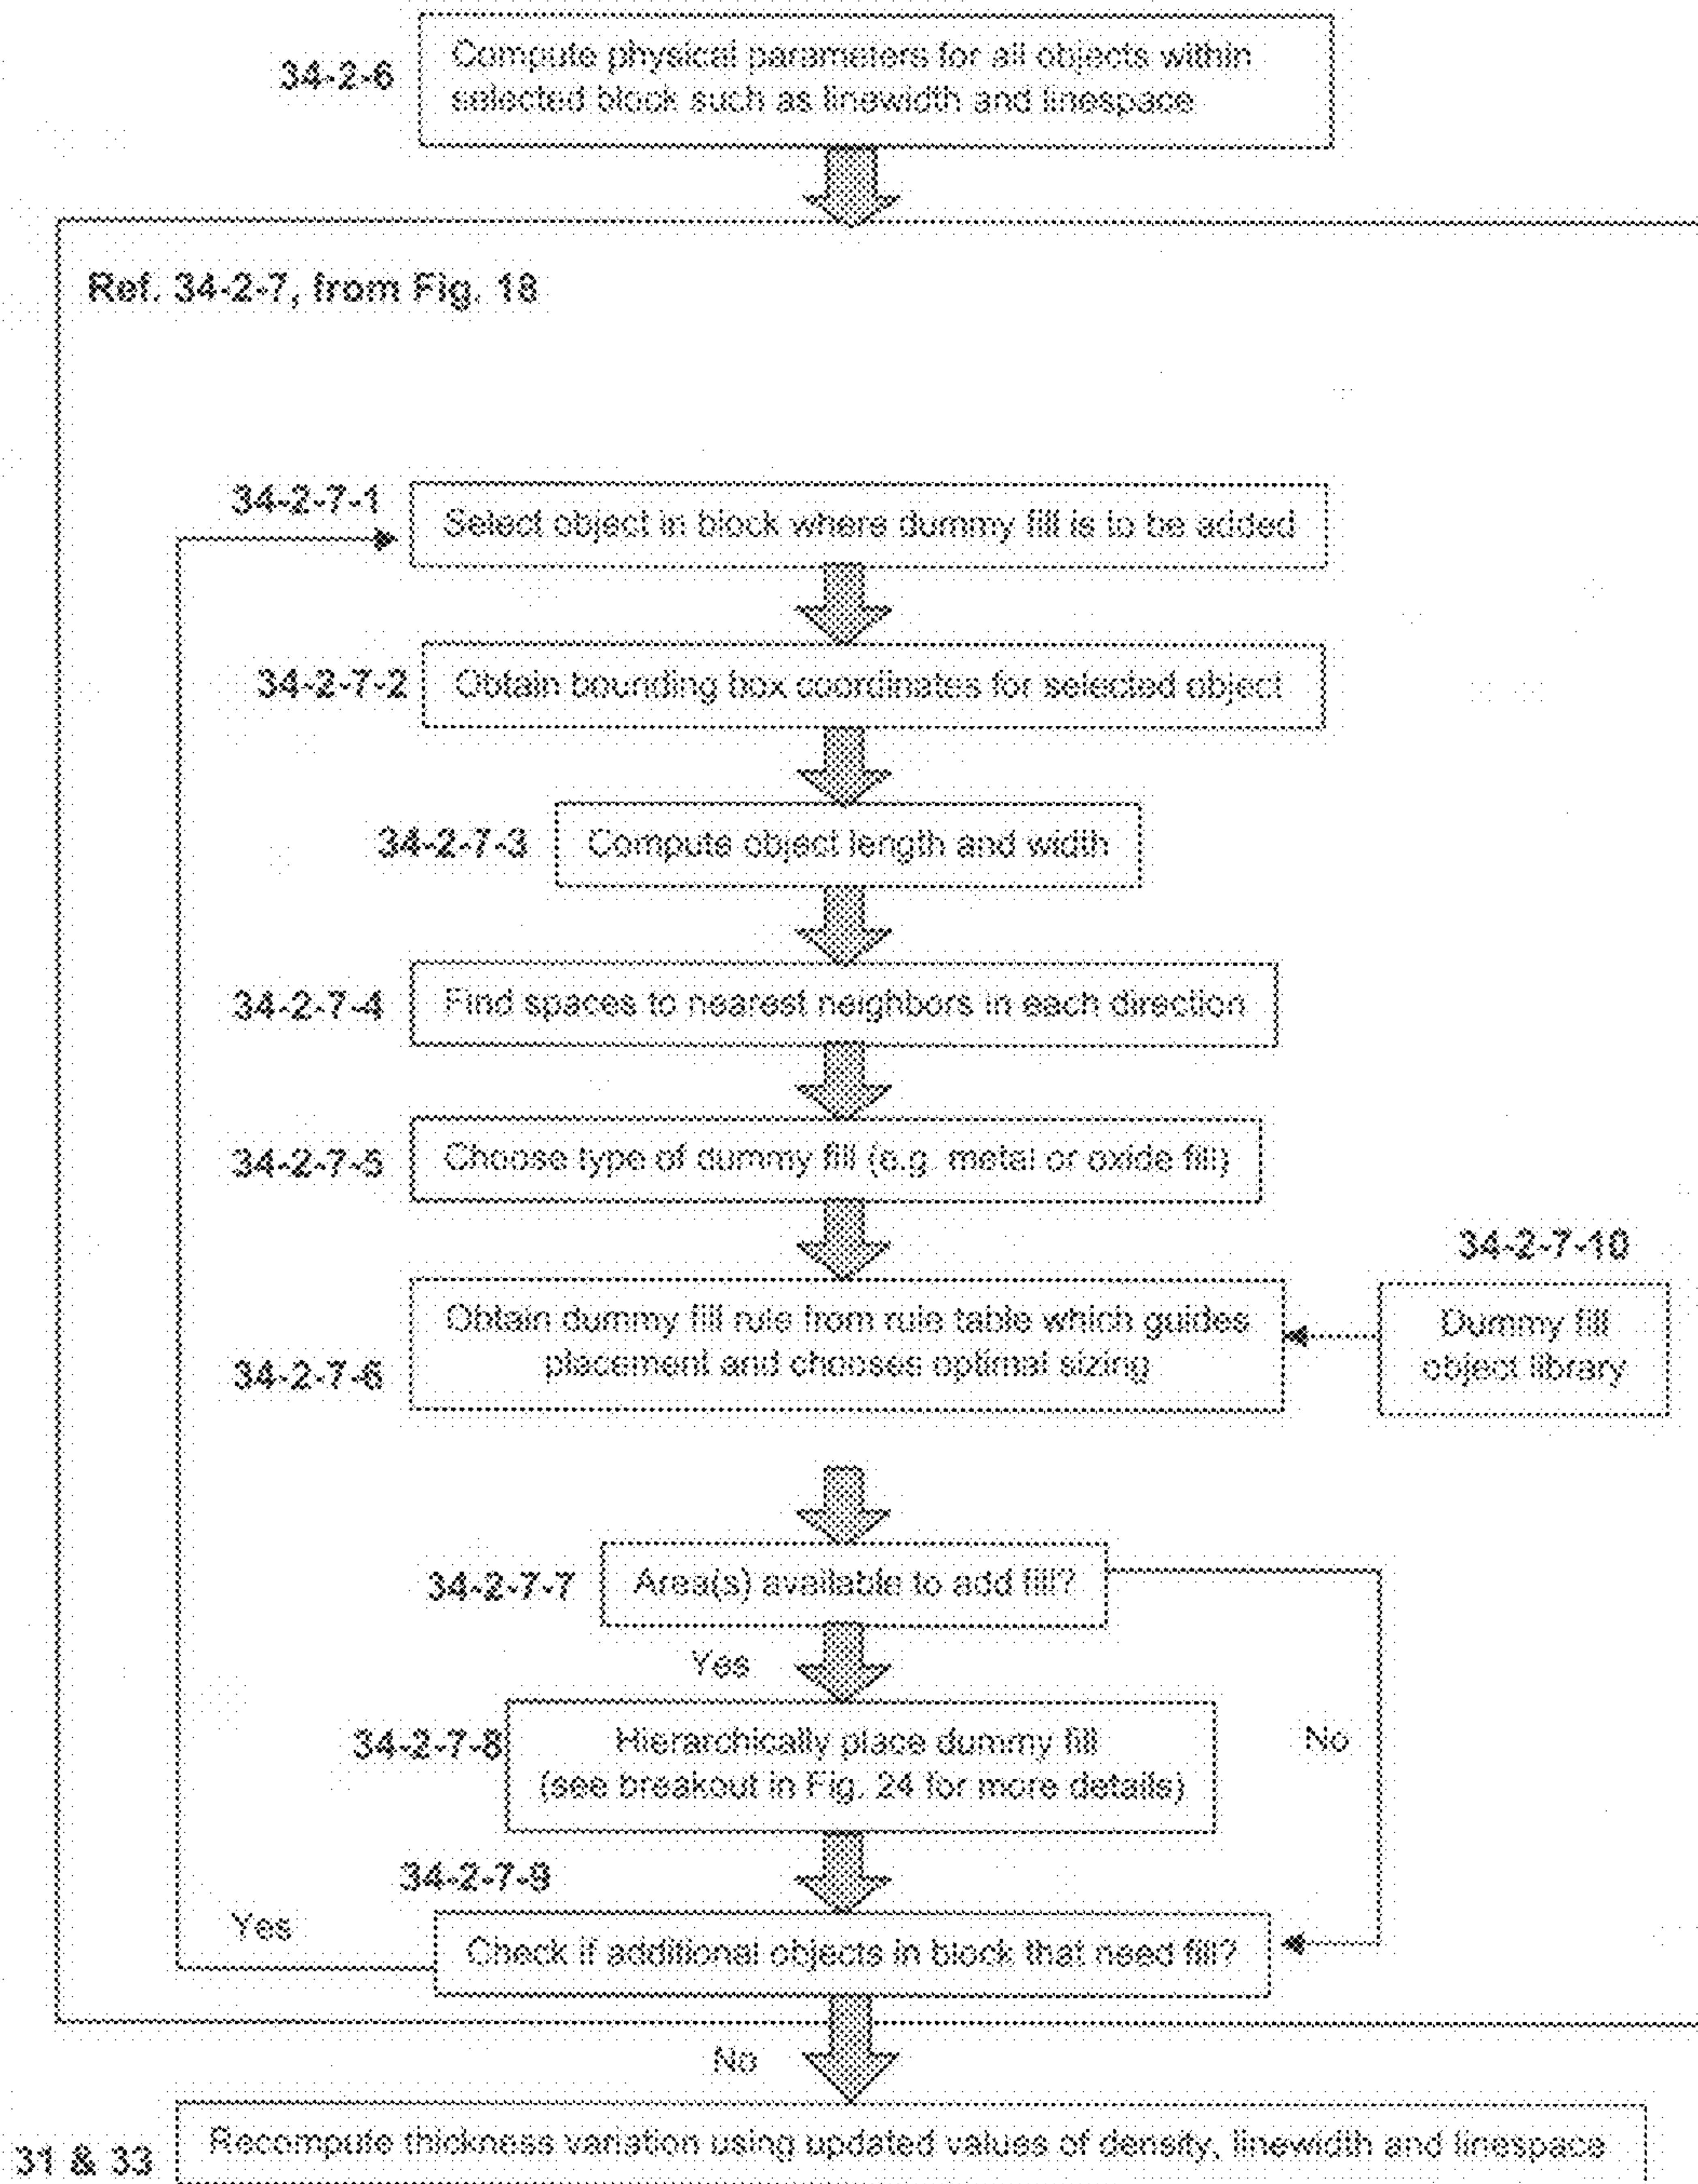 34-2-6
Compute physical parameters for all objects within
selected block such as linewidth and linespace
Ref. 34-2-7, from Fig. 18
34-2-7-1
Select object in block where dummy fill is to be added
34-2-7-2
Obtain bounding box coordinates for selected object
34-2-7-3
Compute object length and width
34-2-7-4
Find spaces to nearest neighbors in each direction
34-2-7-5
Choose type of dummy fill (e.g. metal or oxide fill)
34-2-7-10
34-2-7-6
Obtain dummy fill rule from rule table which guides
placement and chooses optimal sizing
Dummy fill
object library
34-2-7-7
Area(s) available to add fill?
Yes
34-2-7-8
Hierarchically place dummy fill
(see breakout in Fig. 24 for more details)
No
34-2-7-9
Yes
Check if additional objects in block that need fill?
No
31 & 33
Recompute thickness variation using updated values of density, linewidth and linespace